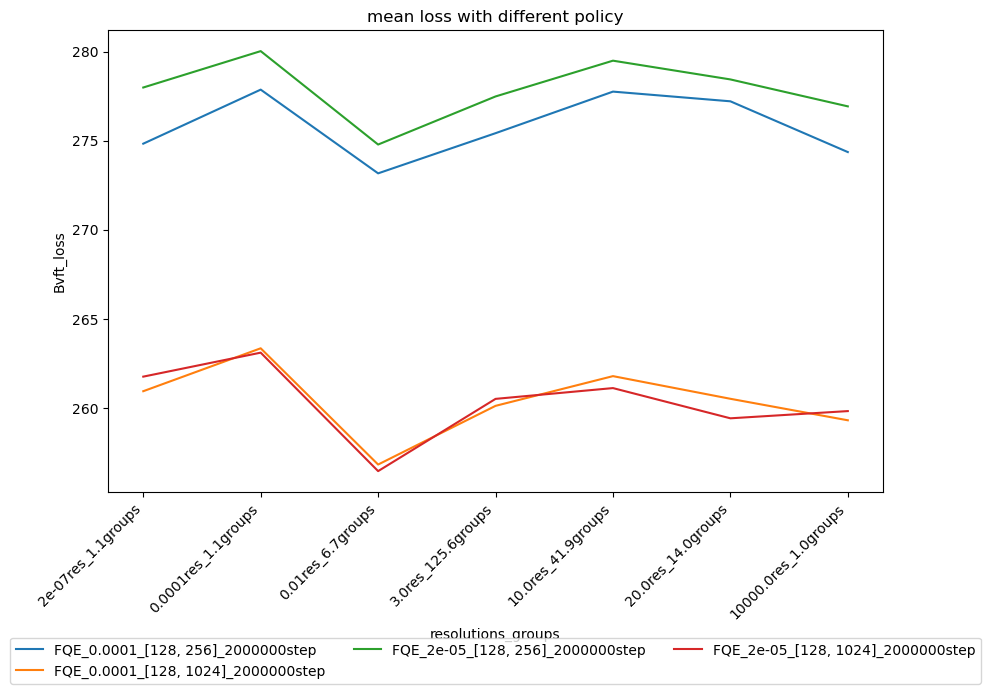 mean loss with different policy
280
275
270
265
260
Bvft_loss
2e-07res_1.1groups
0.0001res_1.1groups
0.01res_6.7groups
3.0res_125.6groups
10.0res_41.9groups
20.0res_14.0groups
10000.0res_1.0groups
resolutions_groups
FQE_0.0001_[128, 256]_2000000step
FQE_0.0001_[128, 1024]_2000000step
FQE_2e-05_[128, 256]_2000000step
FQE_2e-05_[128, 1024]_2000000step